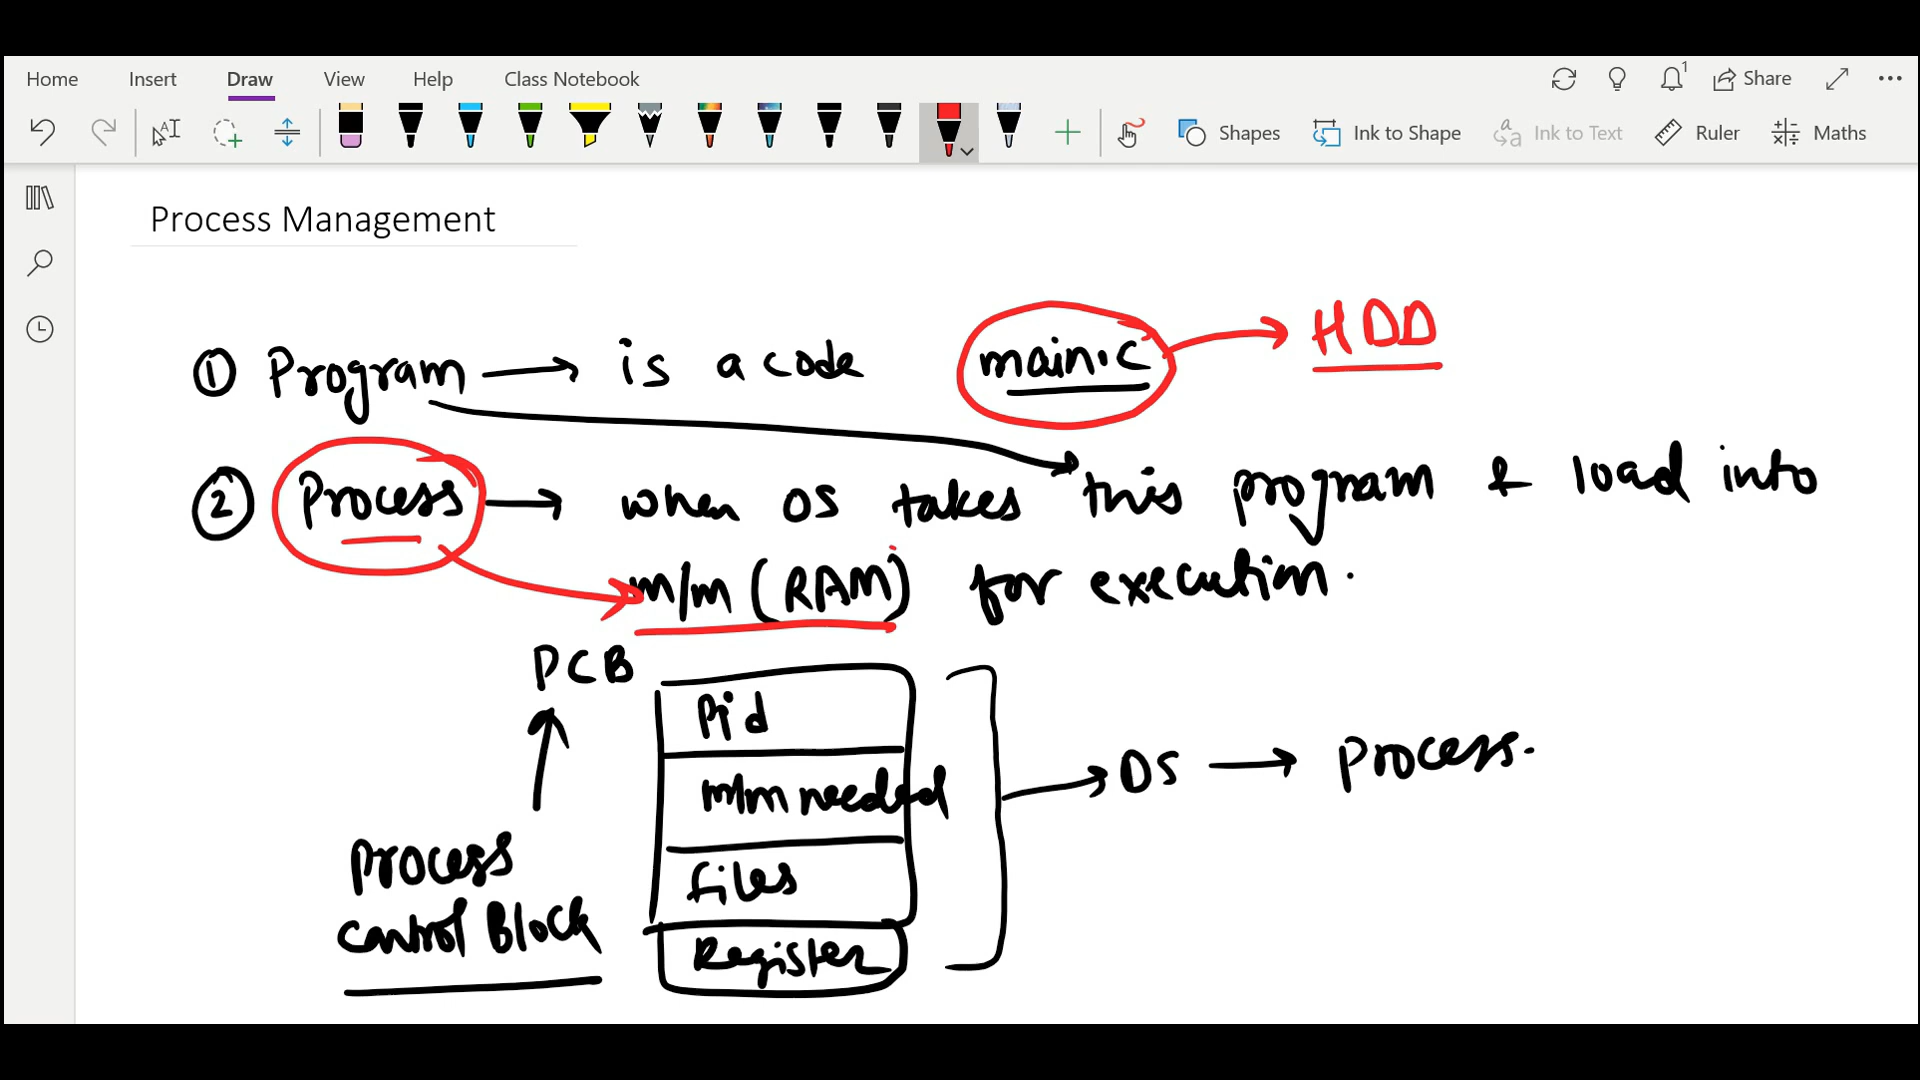 Home Insert Draw View Help Class Notebook 1 Share
Shapes Ink to Shape Ink to Text Ruler Maths
Process Management
① Program → is a code main.c → HDD
② Process → when OS takes this program & load into
m/m (RAM) for execution.
PCB
Pid
m/m needed
→ DS → process.
files
Process
control Block
Register